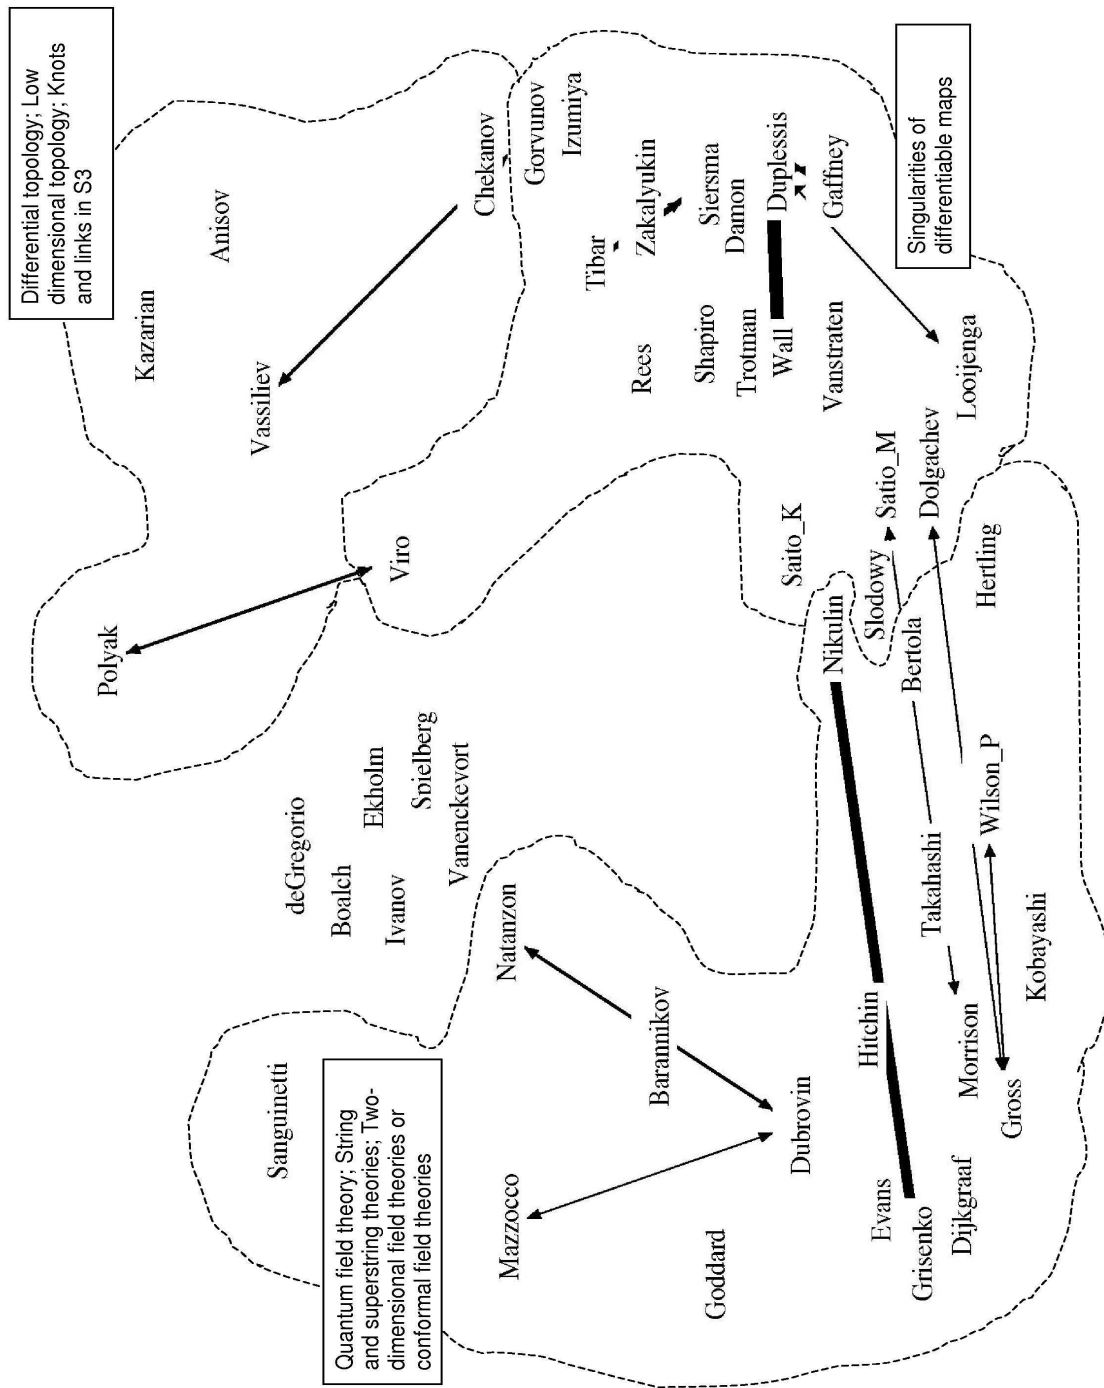 Differential topology; Low
dimensional topology; Knots
and links in S3
Kazarian
Anisov
Vassiliev
Chekanov
Polyak
Viro
Gorvunov
Izumiya
Tibar
Zakalyukin
Siersma
Damon
Duplessis
Gaffney
Rees
Shapiro
Trotman
Wall
Vanstraten
Looijenga
Singularities of
differentiable maps
Saito_K
Slodowy
Satio_M
Dolgachev
Hertling
Nikulin
Bertola
deGregorio
Boalch
Ekholm
Ivanov
Spielberg
Vanenckevort
Sanguinetti
Quantum field theory; String
and superstring theories; Two-
dimensional field theories or
conformal field theories
Natanzon
Barannikov
Mazzocco
Dubrovin
Goddard
Hitchin
Takahashi
Wilson_P
Evans
Grisenko
Dijkgraaf
Morrison
Gross
Kobayashi